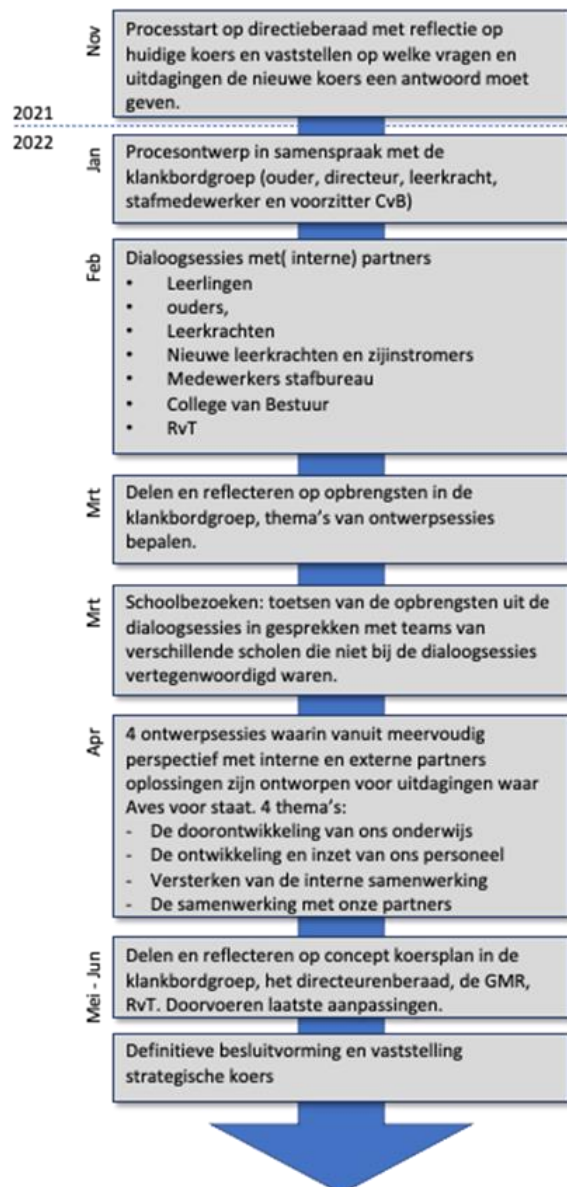 Nov
Processtart op directieberaad met reflectie op
huidige koers en vaststellen op welke vragen en
uitdagingen de nieuwe koers een antwoord moet
geven.
2021
2022
Jan
Procesontwerp in samenspraak met de
klankbordgroep (ouder, directeur, leerkracht,
stafmedewerker en voorzitter CvB)
Feb
Dialoogsessies met( interne) partners
• Leerlingen
• ouders,
• Leerkrachten
• Nieuwe leerkrachten en zijinstromers
• Medewerkers stafbureau
• College van Bestuur
• RvT
Mrt
Delen en reflecteren op opbrengsten in de
klankbordgroep, thema's van ontwerpsessies
bepalen.
Mrt
Schoolbezoeken: toetsen van de opbrengsten uit de
dialoogsessies in gesprekken met teams van
verschillende scholen die niet bij de dialoogsessies
vertegenwoordigd waren.
Apr
4 ontwerpsessies waarin vanuit meervoudig
perspectief met interne en externe partners
oplossingen zijn ontworpen voor uitdagingen waar
Aves voor staat. 4 thema's:
- De doorontwikkeling van ons onderwijs
- De ontwikkeling en inzet van ons personeel
- Versterken van de interne samenwerking
- De samenwerking met onze partners
Mei - Jun
Delen en reflecteren op concept koersplan in de
klankbordgroep, het directeurenberaad, de GMR,
RvT. Doorvoeren laatste aanpassingen.
Definitieve besluitvorming en vaststelling
strategische koers